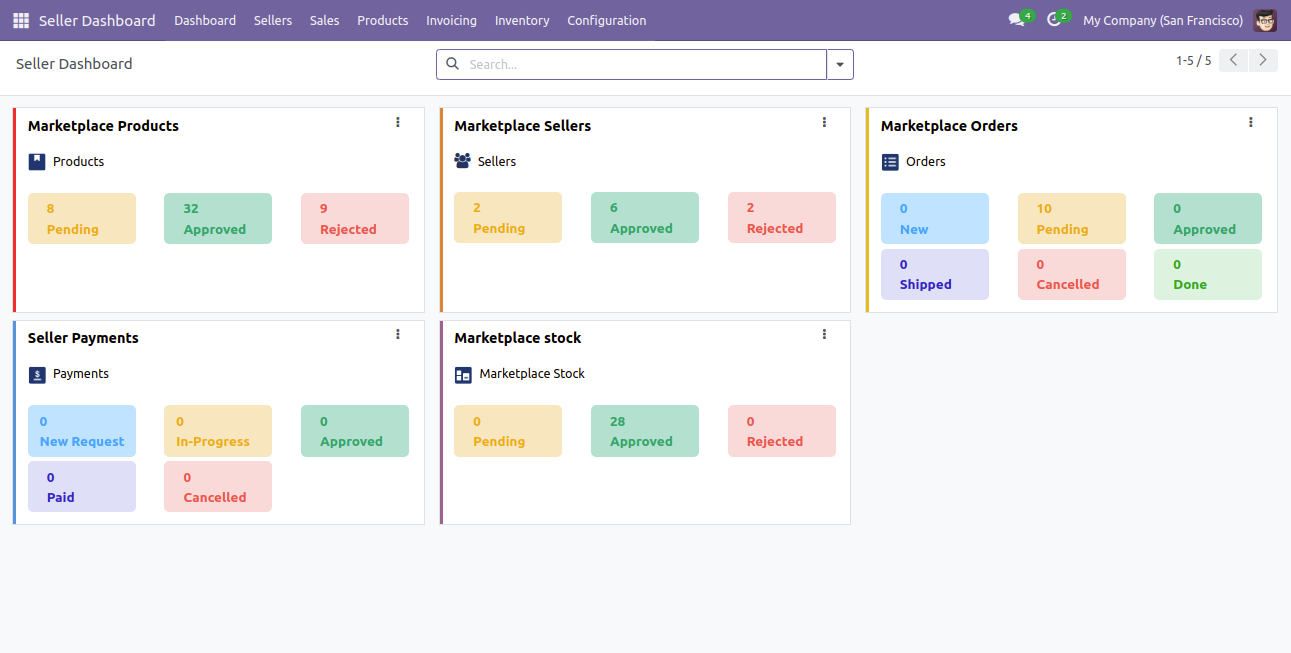 Seller Dashboard Dashboard Sellers Sales Products Invoicing Inventory Configuration 4 2 My Company (San Francisco)
Seller Dashboard Search... 1-5 / 5
Marketplace Products
Products
8 32 9
Pending Approved Rejected
Marketplace Sellers
Sellers
2 6 2
Pending Approved Rejected
Marketplace Orders
Orders
0 10 0
New Pending Approved
0 0 0
Shipped Cancelled Done
Seller Payments
$ Payments
0 0 0
New Request In-Progress Approved
0 0
Paid Cancelled
Marketplace stock
Marketplace Stock
0 28 0
Pending Approved Rejected